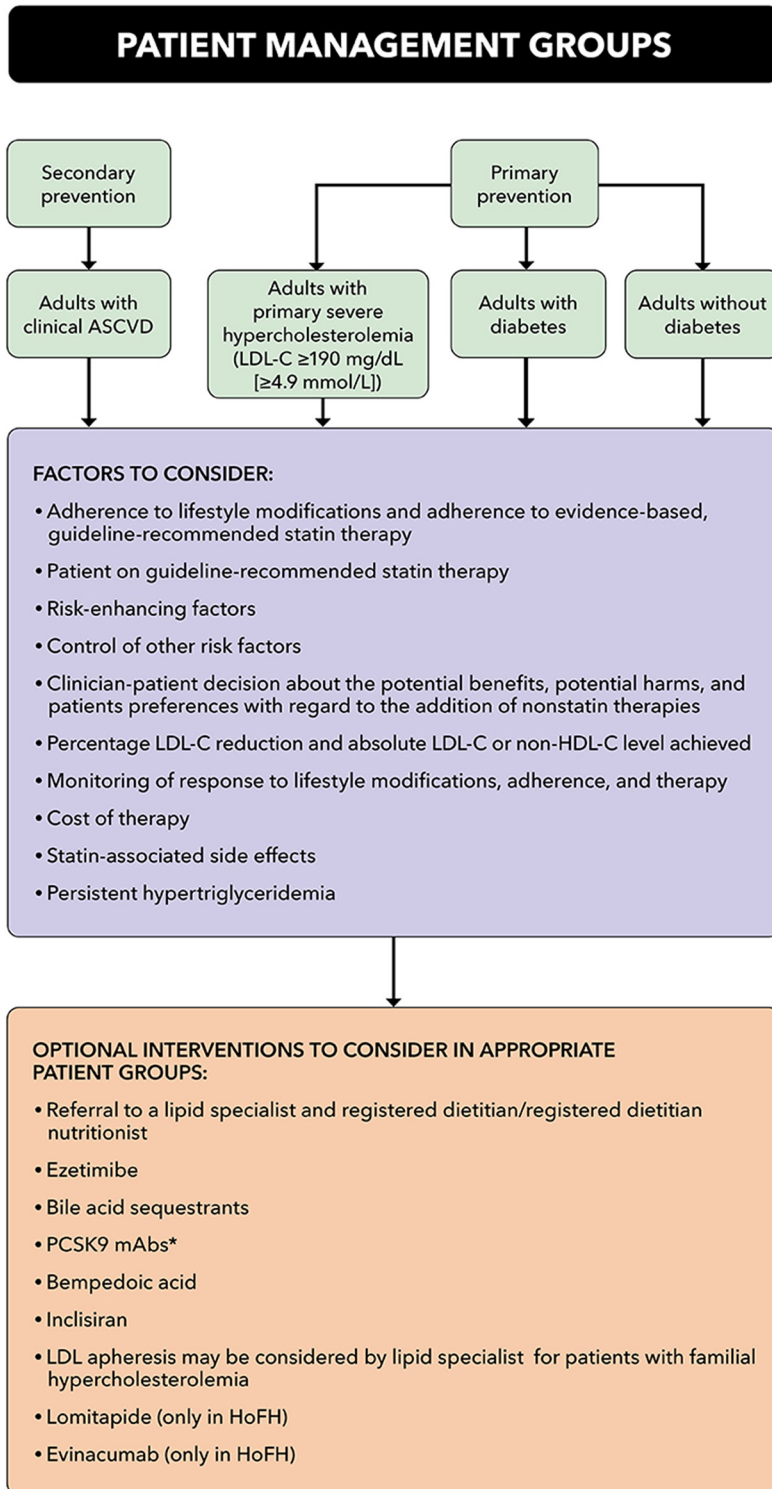 PATIENT MANAGEMENT GROUPS
Secondary
prevention
Primary
prevention
Adults with
clinical ASCVD
Adults with
primary severe
hypercholesterolemia
(LDL-C ≥190 mg/dL
[≥4.9 mmol/L])
Adults with
diabetes
Adults without
diabetes
FACTORS TO CONSIDER:
• Adherence to lifestyle modifications and adherence to evidence-based,
guideline-recommended statin therapy
• Patient on guideline-recommended statin therapy
• Risk-enhancing factors
• Control of other risk factors
• Clinician-patient decision about the potential benefits, potential harms, and
patients preferences with regard to the addition of nonstatin therapies
• Percentage LDL-C reduction and absolute LDL-C or non-HDL-C level achieved
• Monitoring of response to lifestyle modifications, adherence, and therapy
• Cost of therapy
• Statin-associated side effects
• Persistent hypertriglyceridemia
OPTIONAL INTERVENTIONS TO CONSIDER IN APPROPRIATE
PATIENT GROUPS:
• Referral to a lipid specialist and registered dietitian/registered dietitian
nutritionist
• Ezetimibe
• Bile acid sequestrants
• PCSK9 mAbs*
• Bempedoic acid
• Inclisiran
• LDL apheresis may be considered by lipid specialist for patients with familial
hypercholesterolemia
• Lomitapide (only in HoFH)
• Evinacumab (only in HoFH)